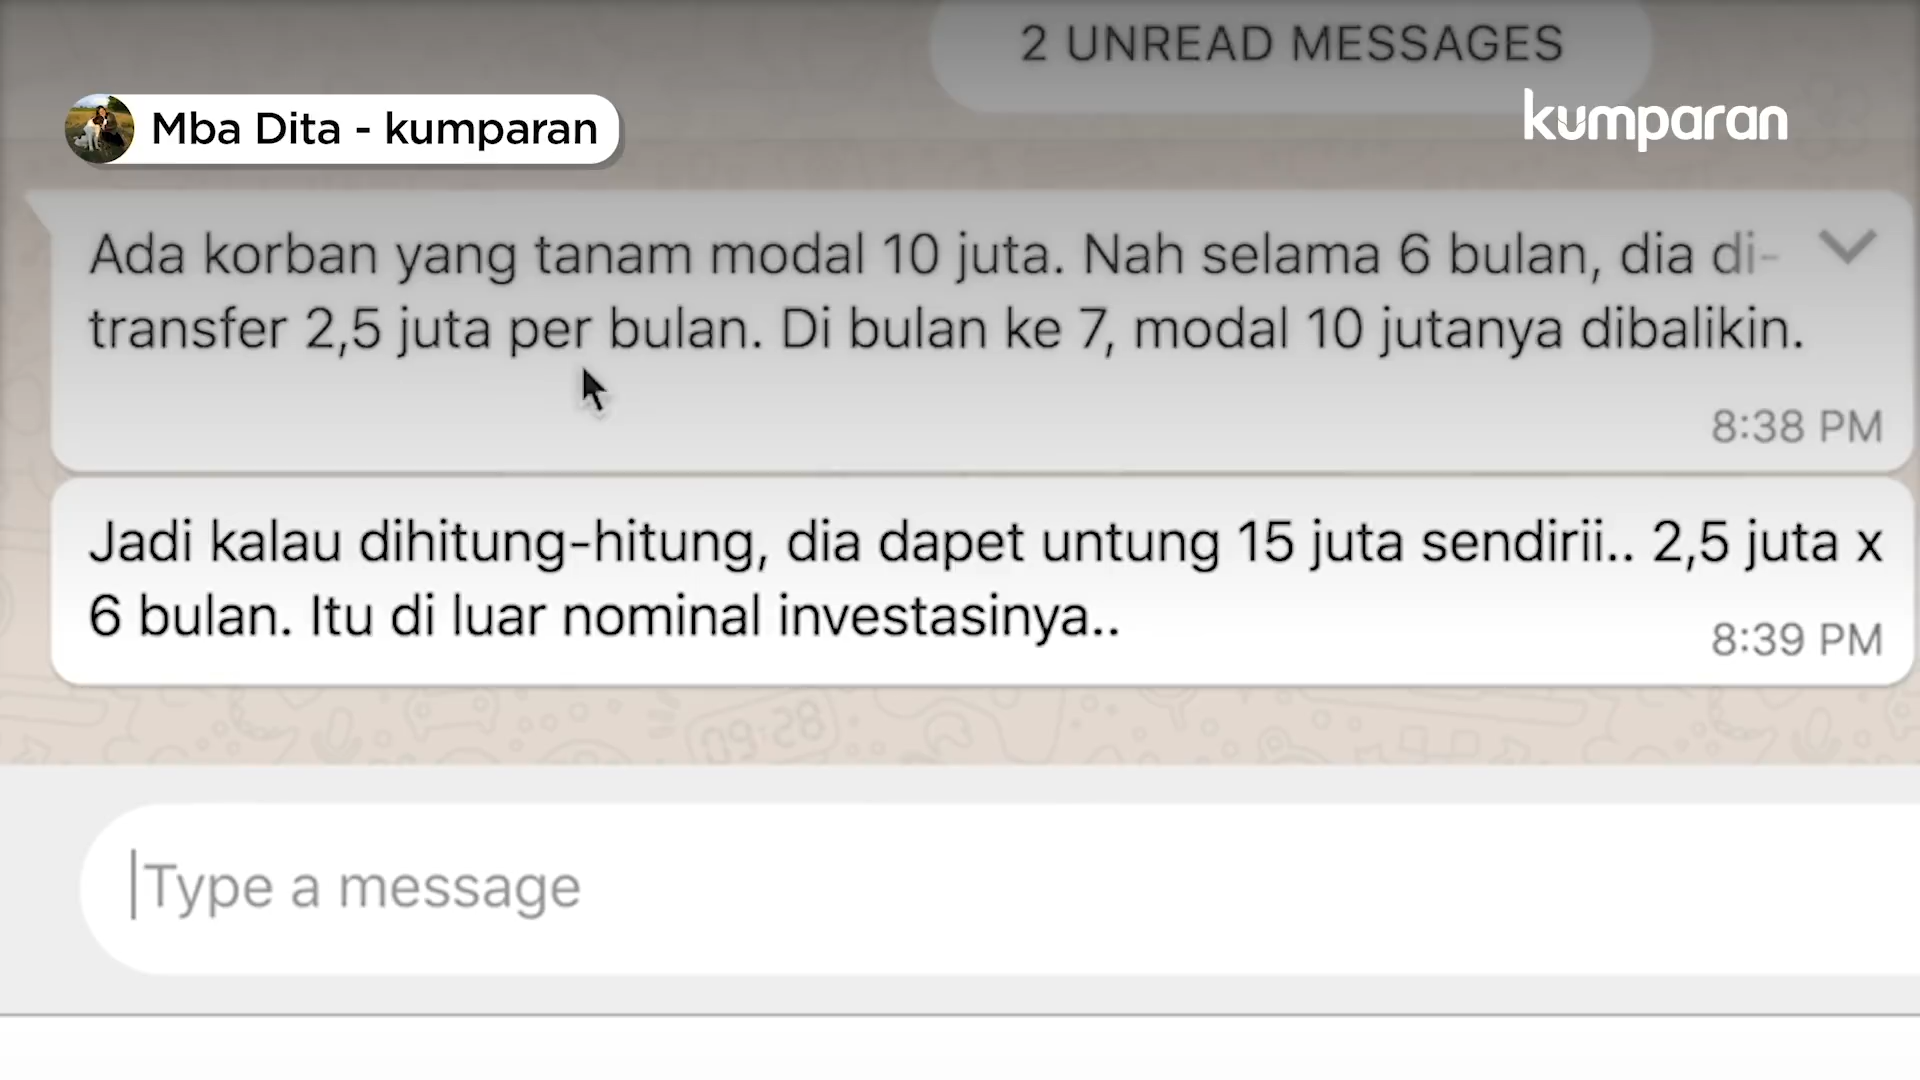 2 UNREAD MESSAGES
Mba Dita - kumparan
kumparan
Ada korban yang tanam modal 10 juta. Nah selama 6 bulan, dia di-
transfer 2,5 juta per bulan. Di bulan ke 7, modal 10 jutanya dibalikin.
8:38 PM
Jadi kalau dihitung-hitung, dia dapet untung 15 juta sendirii.. 2,5 juta x
6 bulan. Itu di luar nominal investasinya..
8:39 PM
09:28
Type a message